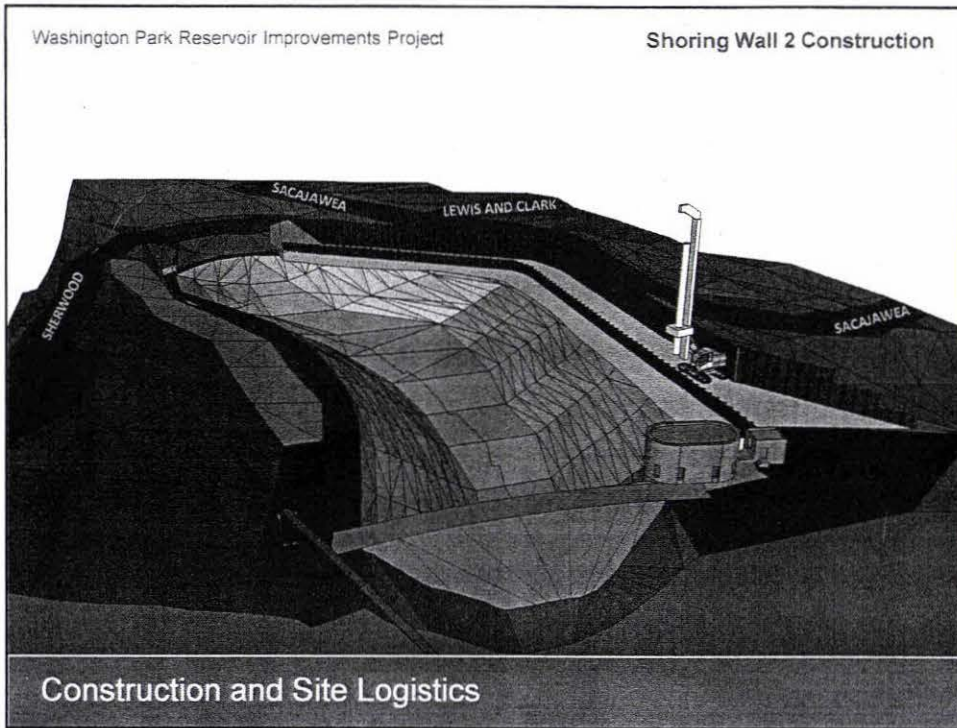 Washington Park Reservoir Improvements Project
Shoring Wall 2 Construction
SACAJAWEA
LEWIS AND CLARK
SHERWOOD
SACAJAWEA
Construction and Site Logistics